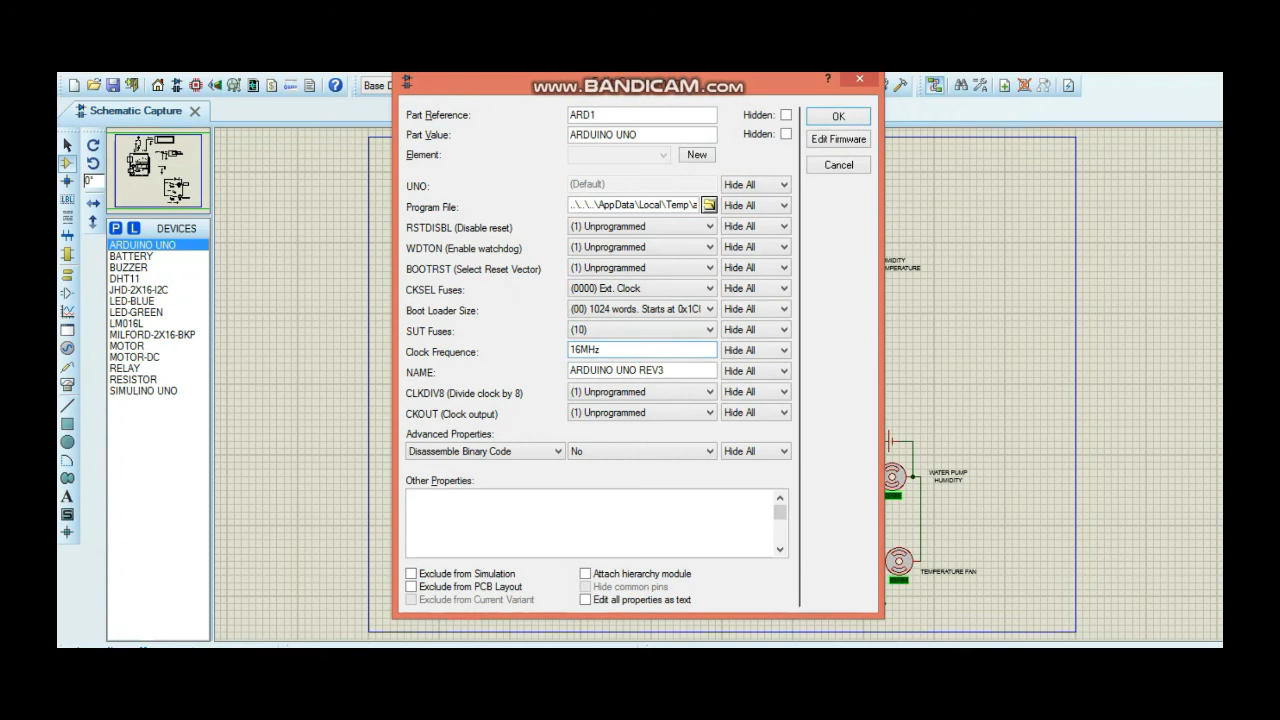 www.BANDICAM.com
Base D
Schematic Capture
0°
P L DEVICES
ARDUINO UNO
BATTERY
BUZZER
DHT11
JHD-2X16-I2C
LED-BLUE
LED-GREEN
LM016L
MILFORD-2X16-BKP
MOTOR
MOTOR-DC
RELAY
RESISTOR
SIMULINO UNO
Part Reference: ARD1 Hidden:
Part Value: ARDUINO UNO Hidden:
Element: New
UNO: (Default) Hide All
Program File: ..\..\..\AppData\Local\Temp\a Hide All
RSTDISBL (Disable reset) (1) Unprogrammed Hide All
WDTON (Enable watchdog) (1) Unprogrammed Hide All
BOOTRST (Select Reset Vector) (1) Unprogrammed Hide All
CKSEL Fuses: (0000) Ext. Clock Hide All
Boot Loader Size: (00) 1024 words. Starts at 0x1C Hide All
SUT Fuses: (10) Hide All
Clock Frequence: 16MHz Hide All
NAME: ARDUINO UNO REV3 Hide All
CLKDIV8 (Divide clock by 8) (1) Unprogrammed Hide All
CKOUT (Clock output) (1) Unprogrammed Hide All
Advanced Properties:
Disassemble Binary Code No Hide All
Other Properties:
Exclude from Simulation
Exclude from PCB Layout
Exclude from Current Variant
Attach hierarchy module
Hide common pins
Edit all properties as text
OK
Edit Firmware
Cancel
MIDITY
MPERATURE
WATER PUMP
HUMIDITY
TEMPERATURE FAN